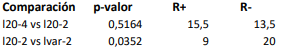 Comparación p-valor R+ R-
I20-4 vs I20-2 0,5164 15,5 13,5
I20-2 vs Ivar-2 0,0352 9 20